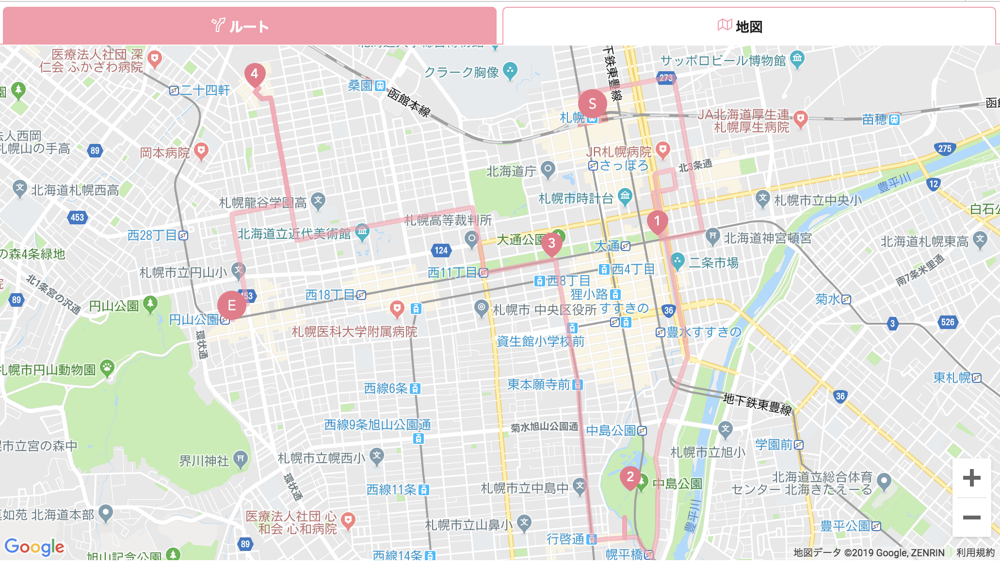 ルート
地図
医療法人社団 深
仁会 ふかざわ病院
4
二十四軒
桑園
函館本線
クラーク胸像
下鉄東豊線
サッポロビール博物館
273
S
札幌
JA北海道厚生連
札幌厚生病院
苗穂
園
法人西岡
札幌山の手高
89
岡本病院
JR札幌病院
さっぽろ
北3条通
275
北海道庁
豊平川
12
北海道札幌西高
札幌龍谷学園高
札幌市時計台
札幌市立中央小
白石公
453
札幌高等裁判所
1
西28丁目
北海道立近代美術館
大通公園
3
大通
北海道神宮頓宮
北海道札幌東高
の森4条緑地
124
二条市場
札幌市立円山小
西11丁目
西8丁目
西4丁目
南7条米里通
北1条宮の沢通
89
453
西18丁目
狸小路
菊水
円山公園
E
札幌市 中央区役所
すすきの
36
円山公園
札幌医科大学附属病院
資生館小学校前
豊水すすきの
3
526
環状通
札幌市円山動物園
西線6条
東本願寺前
東札幌
地下鉄東豊線
36
西線9条旭山公園通
菊水旭山公園通
中島公園
幌市立宮の森中
学園前
界川神社
札幌市立幌西小
札幌市立旭小
環状通
2
中島公園
西線11条
札幌市立中島中
北海道立総合体育
センター 北海きたえーる
真如苑 北海道本部
医療法人社団 心
和会 心和病院
札幌市立山鼻小
豊平川
豊平公園
行啓通
89
Google
旭山記念公園
西線14条
幌平橋
地図データ ©2019 Google, ZENRIN
利用規約